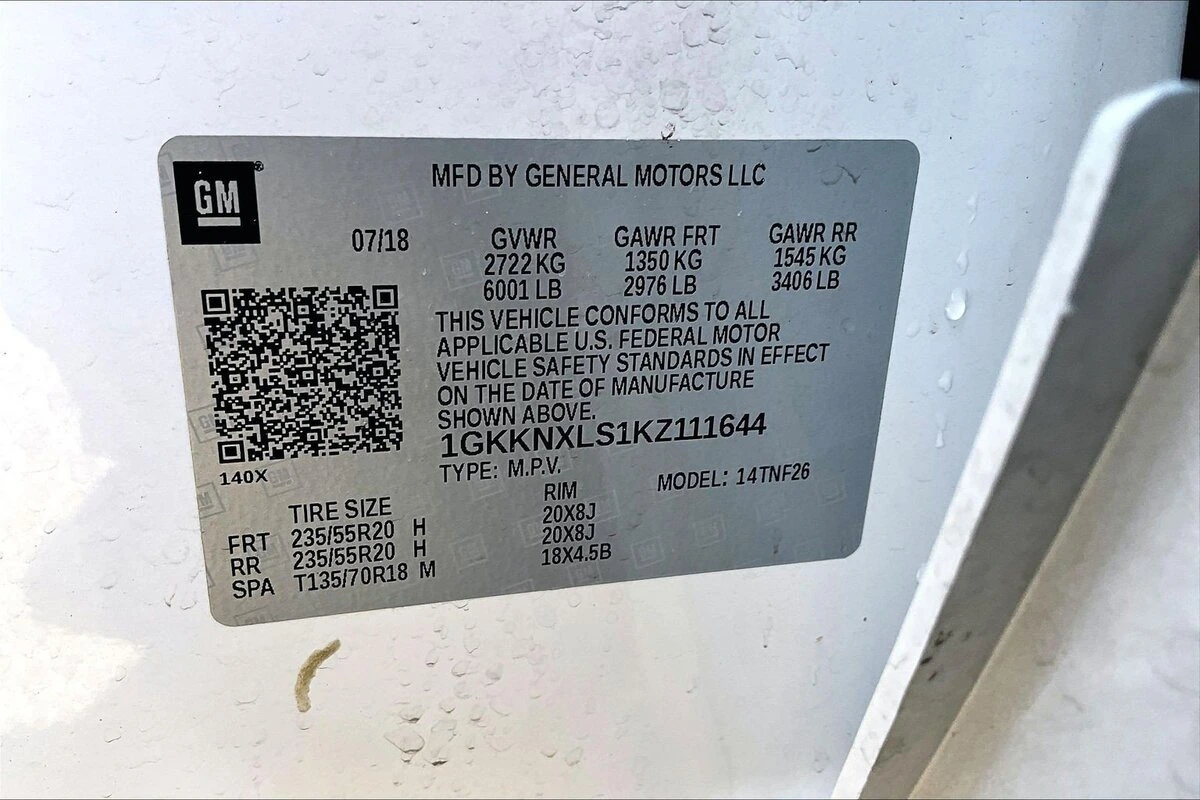 GM®
MFD BY GENERAL MOTORS LLC
07/18 GVWR GAWR FRT GAWR RR
2722 KG 1350 KG 1545 KG
6001 LB 2976 LB 3406 LB
THIS VEHICLE CONFORMS TO ALL
APPLICABLE U.S. FEDERAL MOTOR
VEHICLE SAFETY STANDARDS IN EFFECT
ON THE DATE OF MANUFACTURE
SHOWN ABOVE.
1GKKNXLS1KZ111644
140X
TYPE: M.P.V. MODEL: 14TNF26
TIRE SIZE RIM
FRT 235/55R20 H 20X8J
RR 235/55R20 H 20X8J
SPA T135/70R18 M 18X4.5B